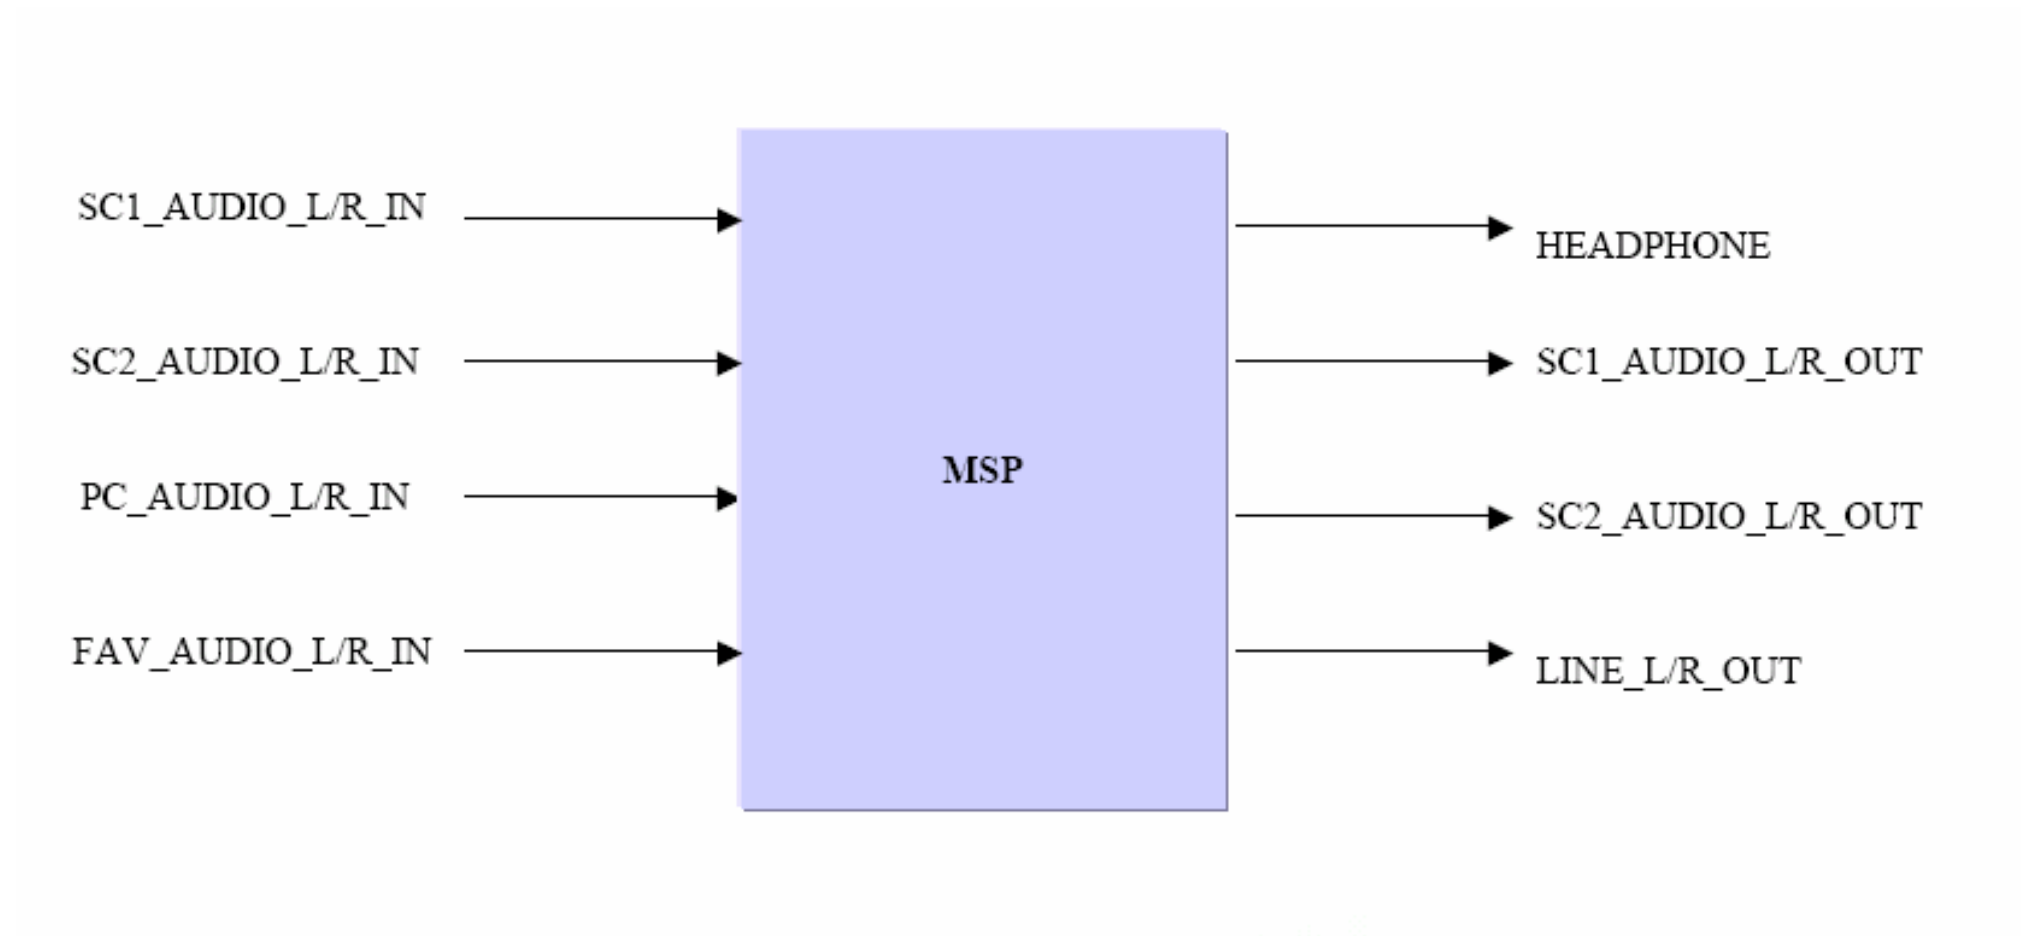 SC1_AUDIO_L/R_IN
SC2_AUDIO_L/R_IN
PC_AUDIO_L/R_IN
FAV_AUDIO_L/R_IN
MSP
HEADPHONE
SC1_AUDIO_L/R_OUT
SC2_AUDIO_L/R_OUT
LINE_L/R_OUT